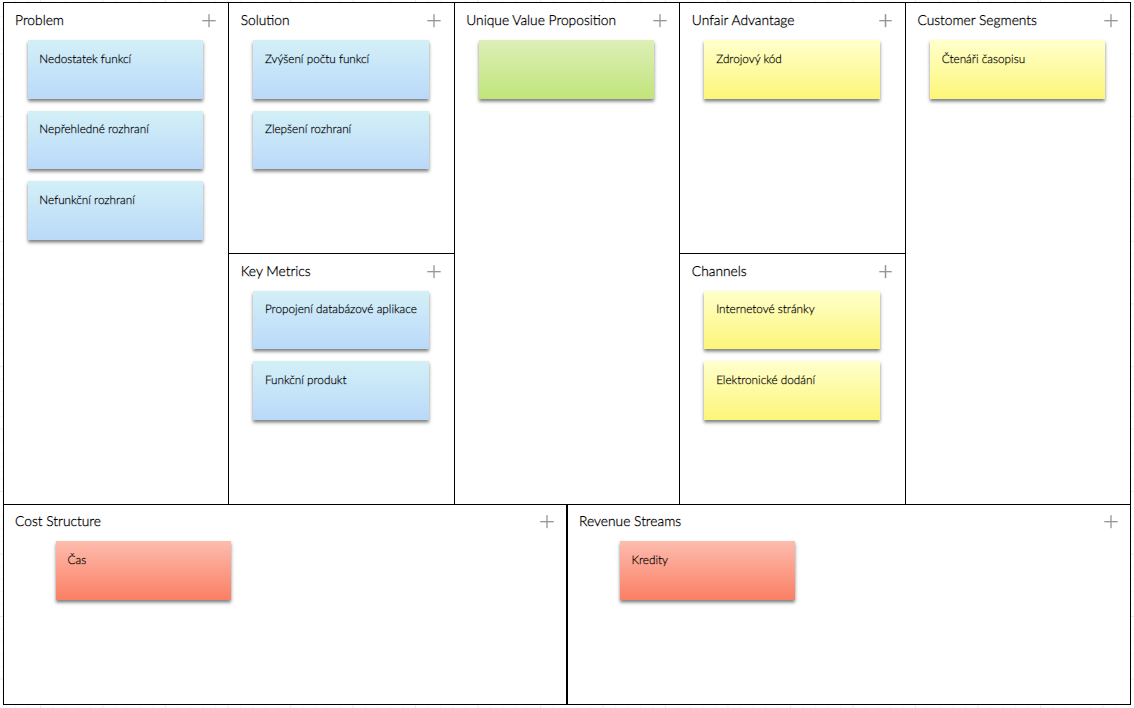 Problem
Nedostatek funkcí
Nepřehledné rozhraní
Nefunkční rozhraní
Solution
Zvýšení počtu funkcí
Zlepšení rozhraní
Key Metrics
Propojení databázové aplikace
Funkční produkt
Unique Value Proposition
Unfair Advantage
Zdrojový kód
Channels
Internetové stránky
Elektronické dodání
Customer Segments
Čtenáři časopisu
Cost Structure
Čas
Revenue Streams
Kredity